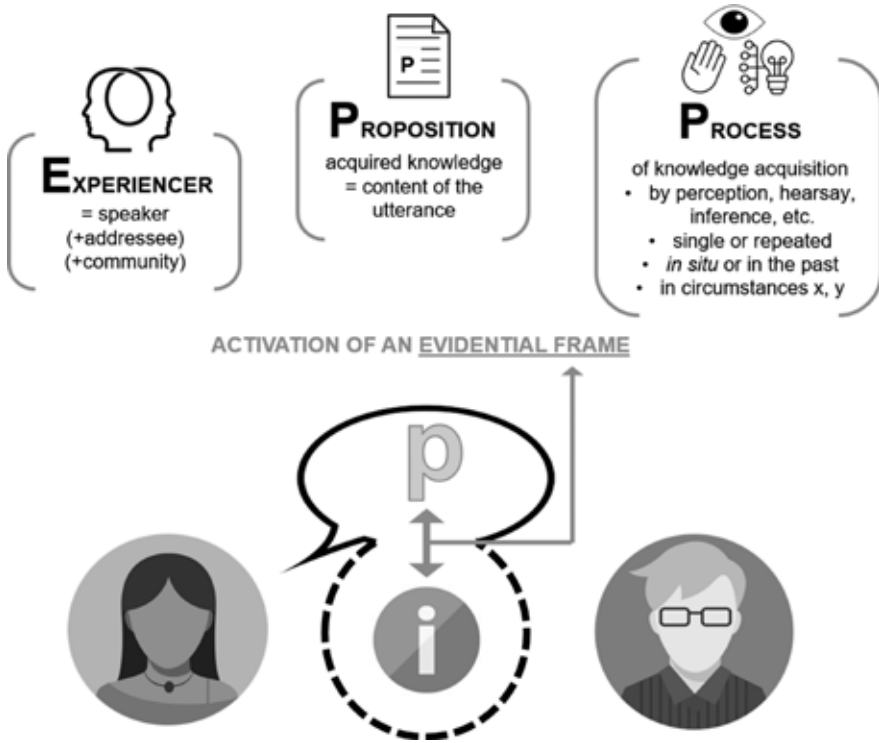 EXPERIENCER
= speaker
(+addressee)
(+community)
P
PROPOSITION
acquired knowledge
= content of the
utterance
PROCESS
of knowledge acquisition
• by perception, hearsay,
inference, etc.
• single or repeated
• in situ or in the past
• in circumstances x, y
ACTIVATION OF AN EVIDENTIAL FRAME
p
i